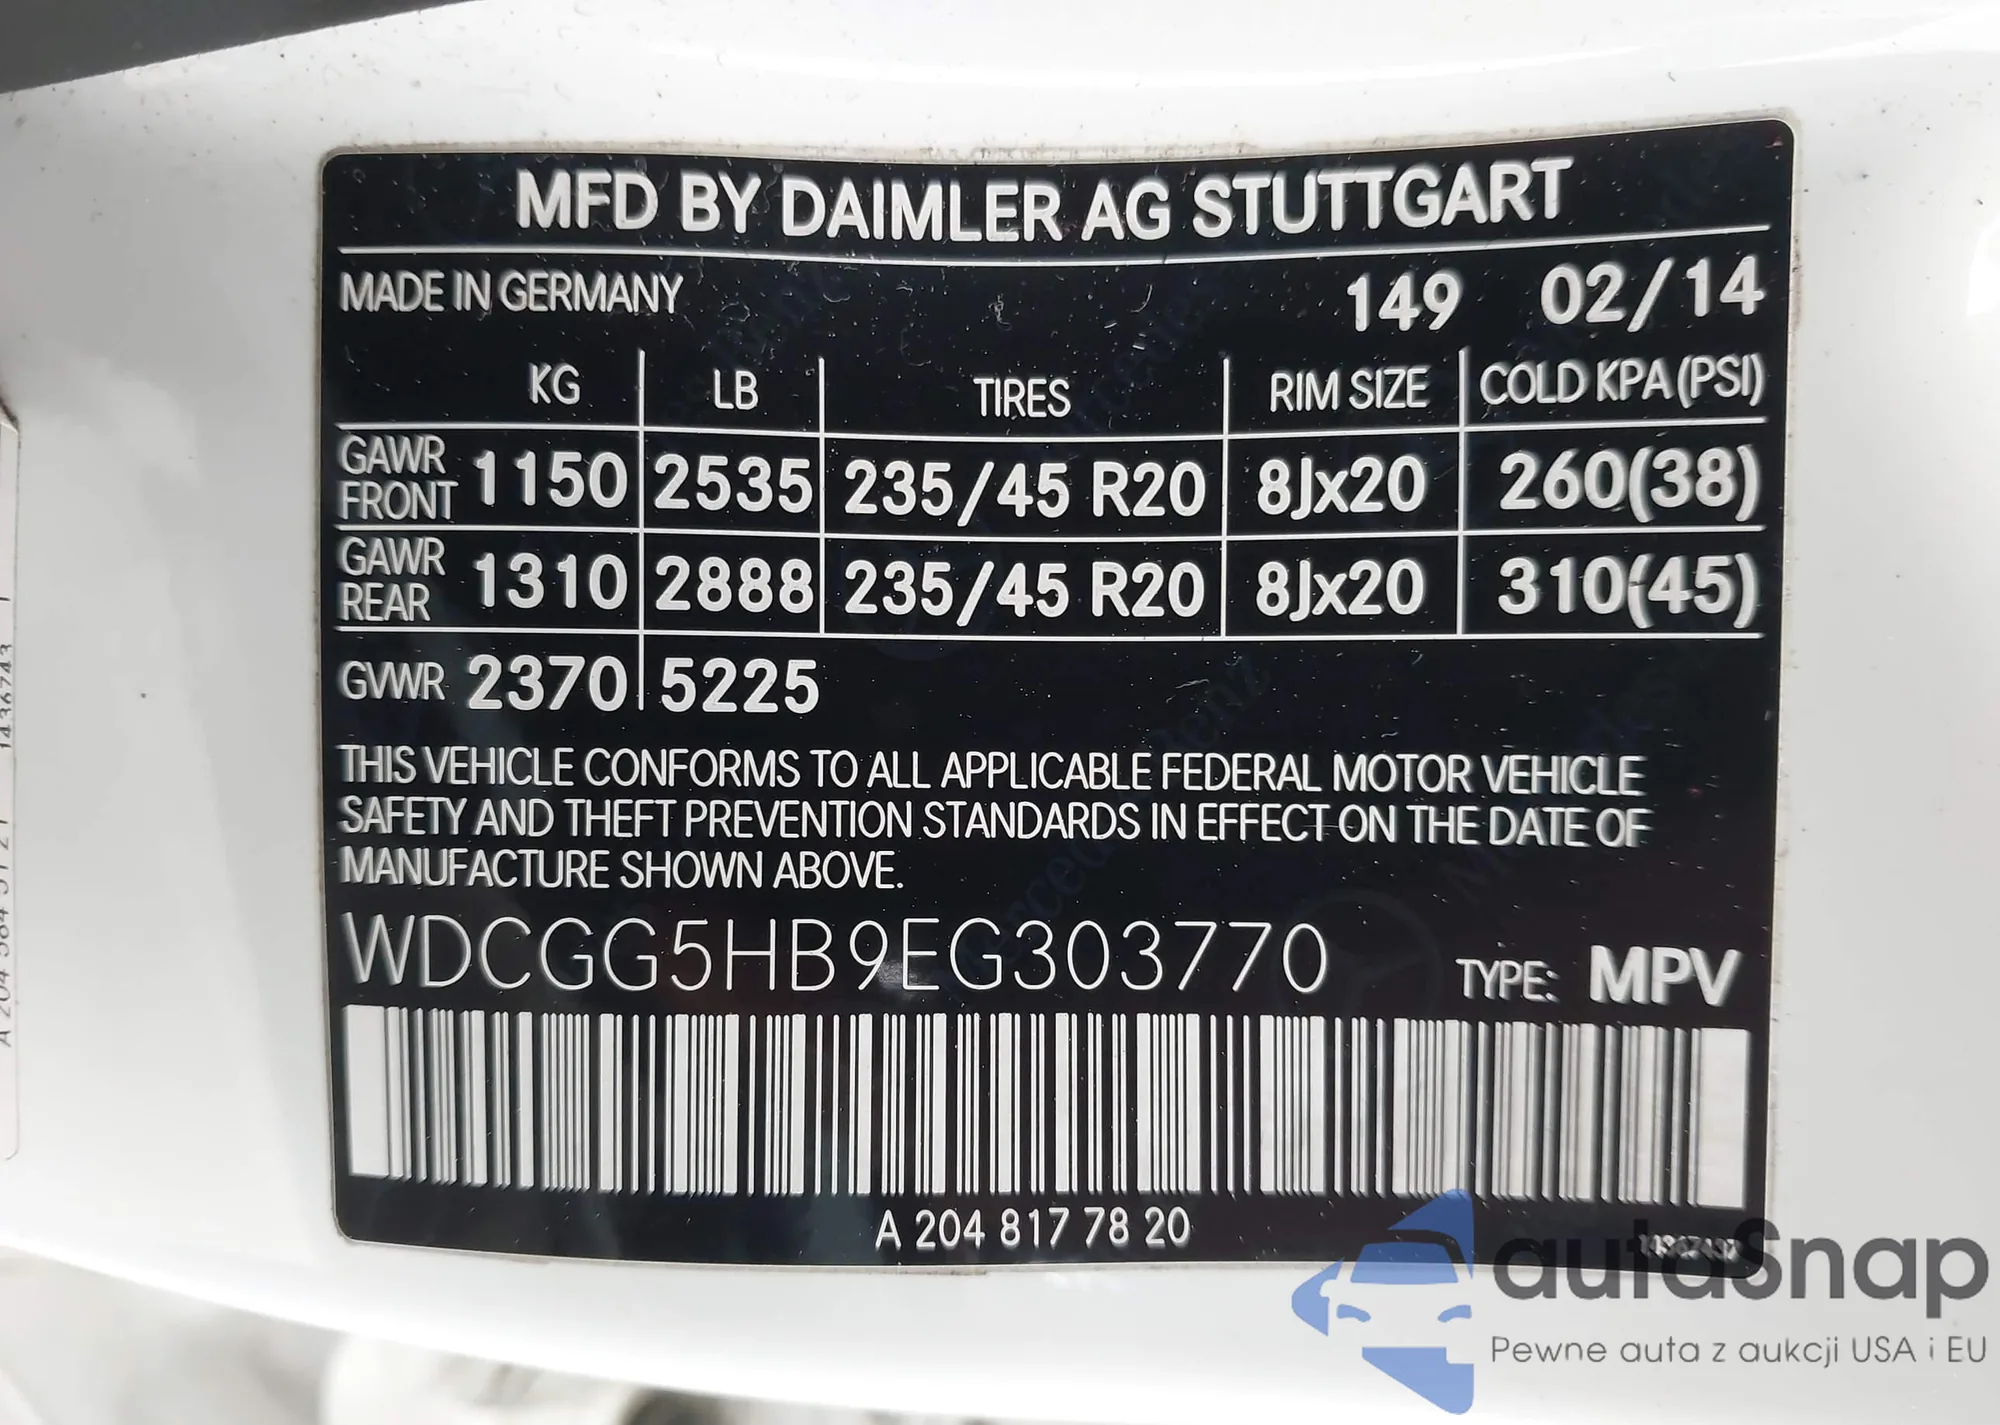 MFD BY DAIMLER AG STUTTGART
MADE IN GERMANY 149 02/14
KG LB TIRES RIM SIZE COLD KPA(PSI)
GAWR FRONT 1150 2535 235/45 R20 8Jx20 260(38)
GAWR REAR 1310 2888 235/45 R20 8Jx20 310(45)
GVWR 2370 5225
THIS VEHICLE CONFORMS TO ALL APPLICABLE FEDERAL MOTOR VEHICLE
SAFETY AND THEFT PREVENTION STANDARDS IN EFFECT ON THE DATE OF
MANUFACTURE SHOWN ABOVE.
WDCGG5HB9EG303770 TYPE: MPV
A 204 817 78 20
autoSnap
Pewne auta z aukcji USA i EU